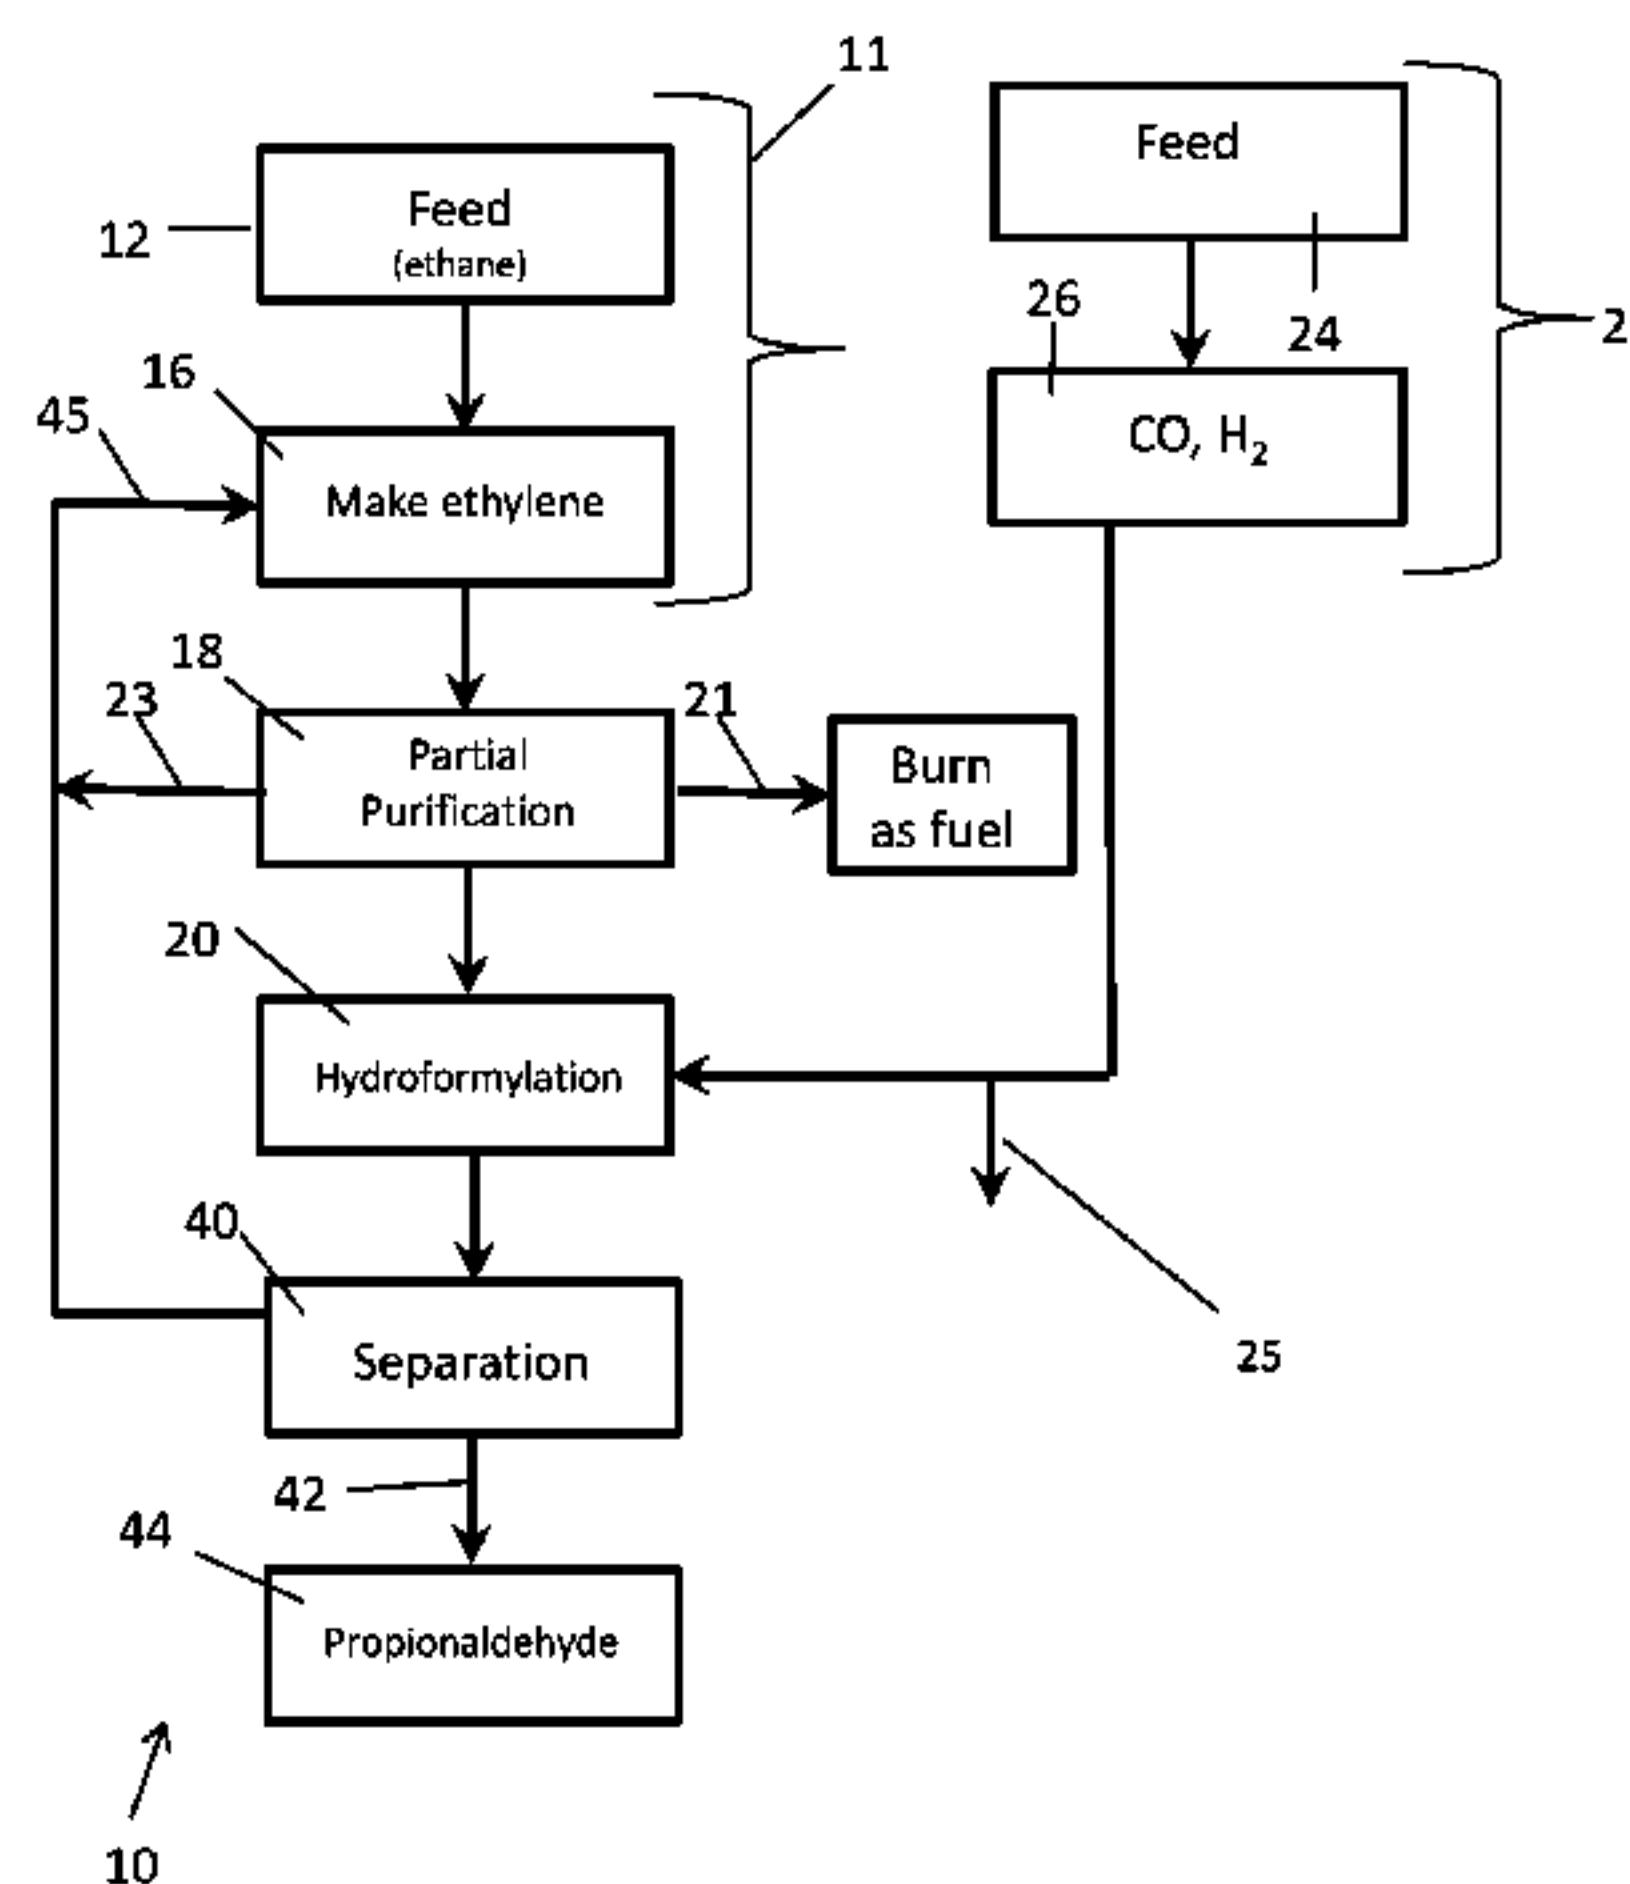 11
Feed
12
Feed
(ethane)
26
24
2
16
45
CO, H2
Make ethylene
18
23
21
Partial
Purification
Burn
as fuel
20
Hydroformylation
40
25
Separation
42
44
Propionaldehyde
10